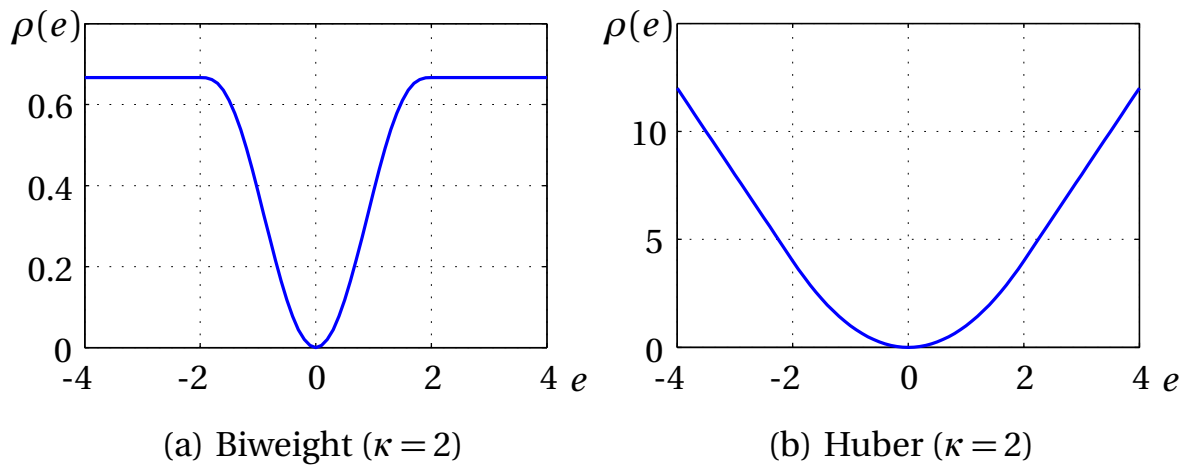 ρ(e)
0.6
0.4
0.2
0
-4 -2 0 2 4 e
(a) Biweight (κ = 2)
ρ(e)
10
5
0
-4 -2 0 2 4 e
(b) Huber (κ = 2)